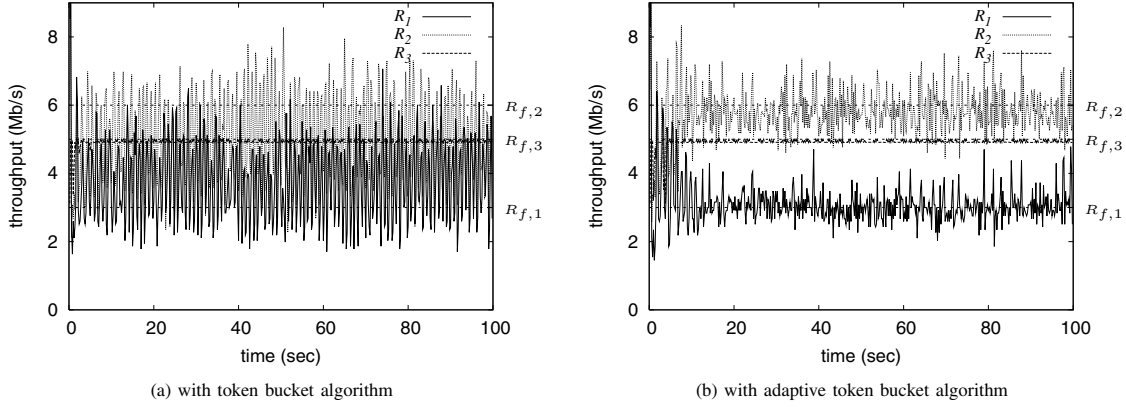 8
6
4
2
0
throughput (Mb/s)
0
20
40
60
80
100
time (sec)
R1
R2
R3
Rf,2
Rf,3
Rf,1
(a) with token bucket algorithm
8
6
4
2
0
throughput (Mb/s)
0
20
40
60
80
100
time (sec)
R1
R2
R3
Rf,2
Rf,3
Rf,1
(b) with adaptive token bucket algorithm